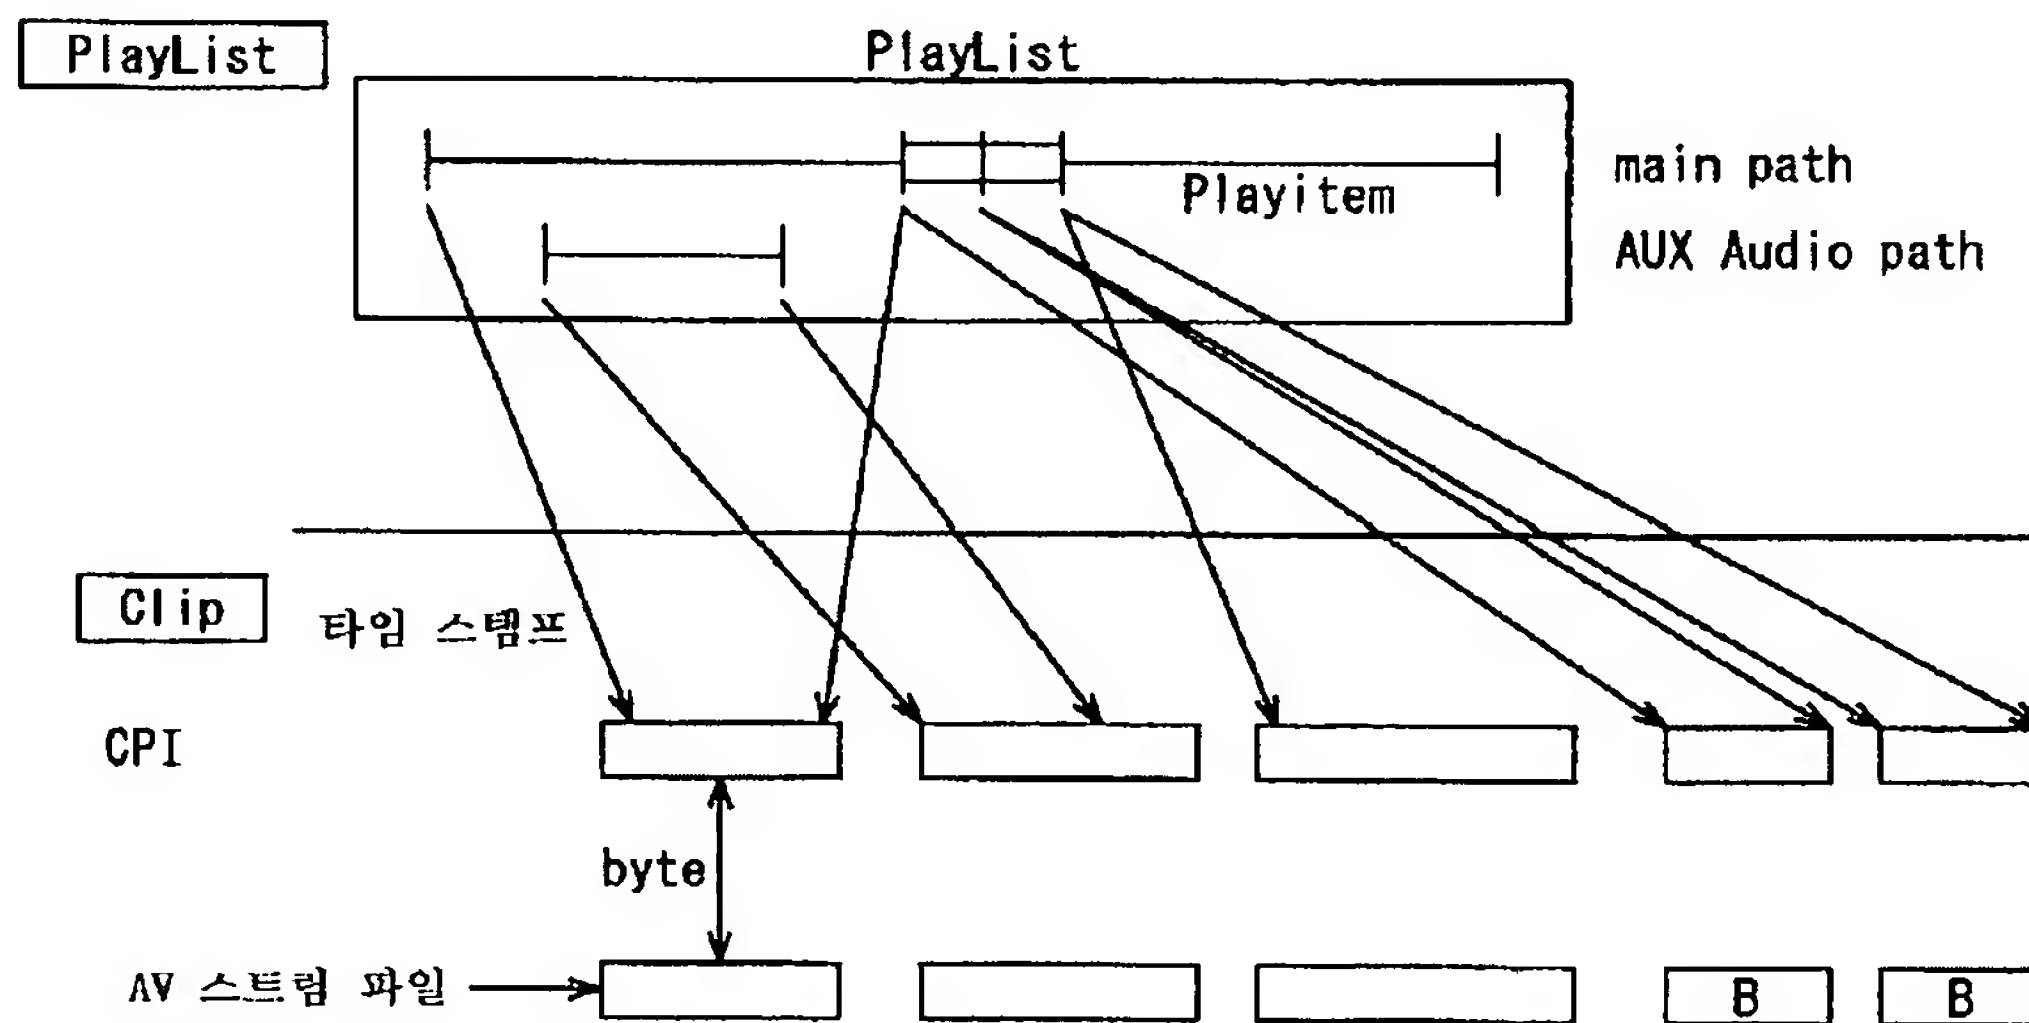 PlayList
PlayList
main path
Playitem
AUX Audio path
Clip
타임 스탬프
CPI
byte
AV 스트림 파일
B
B